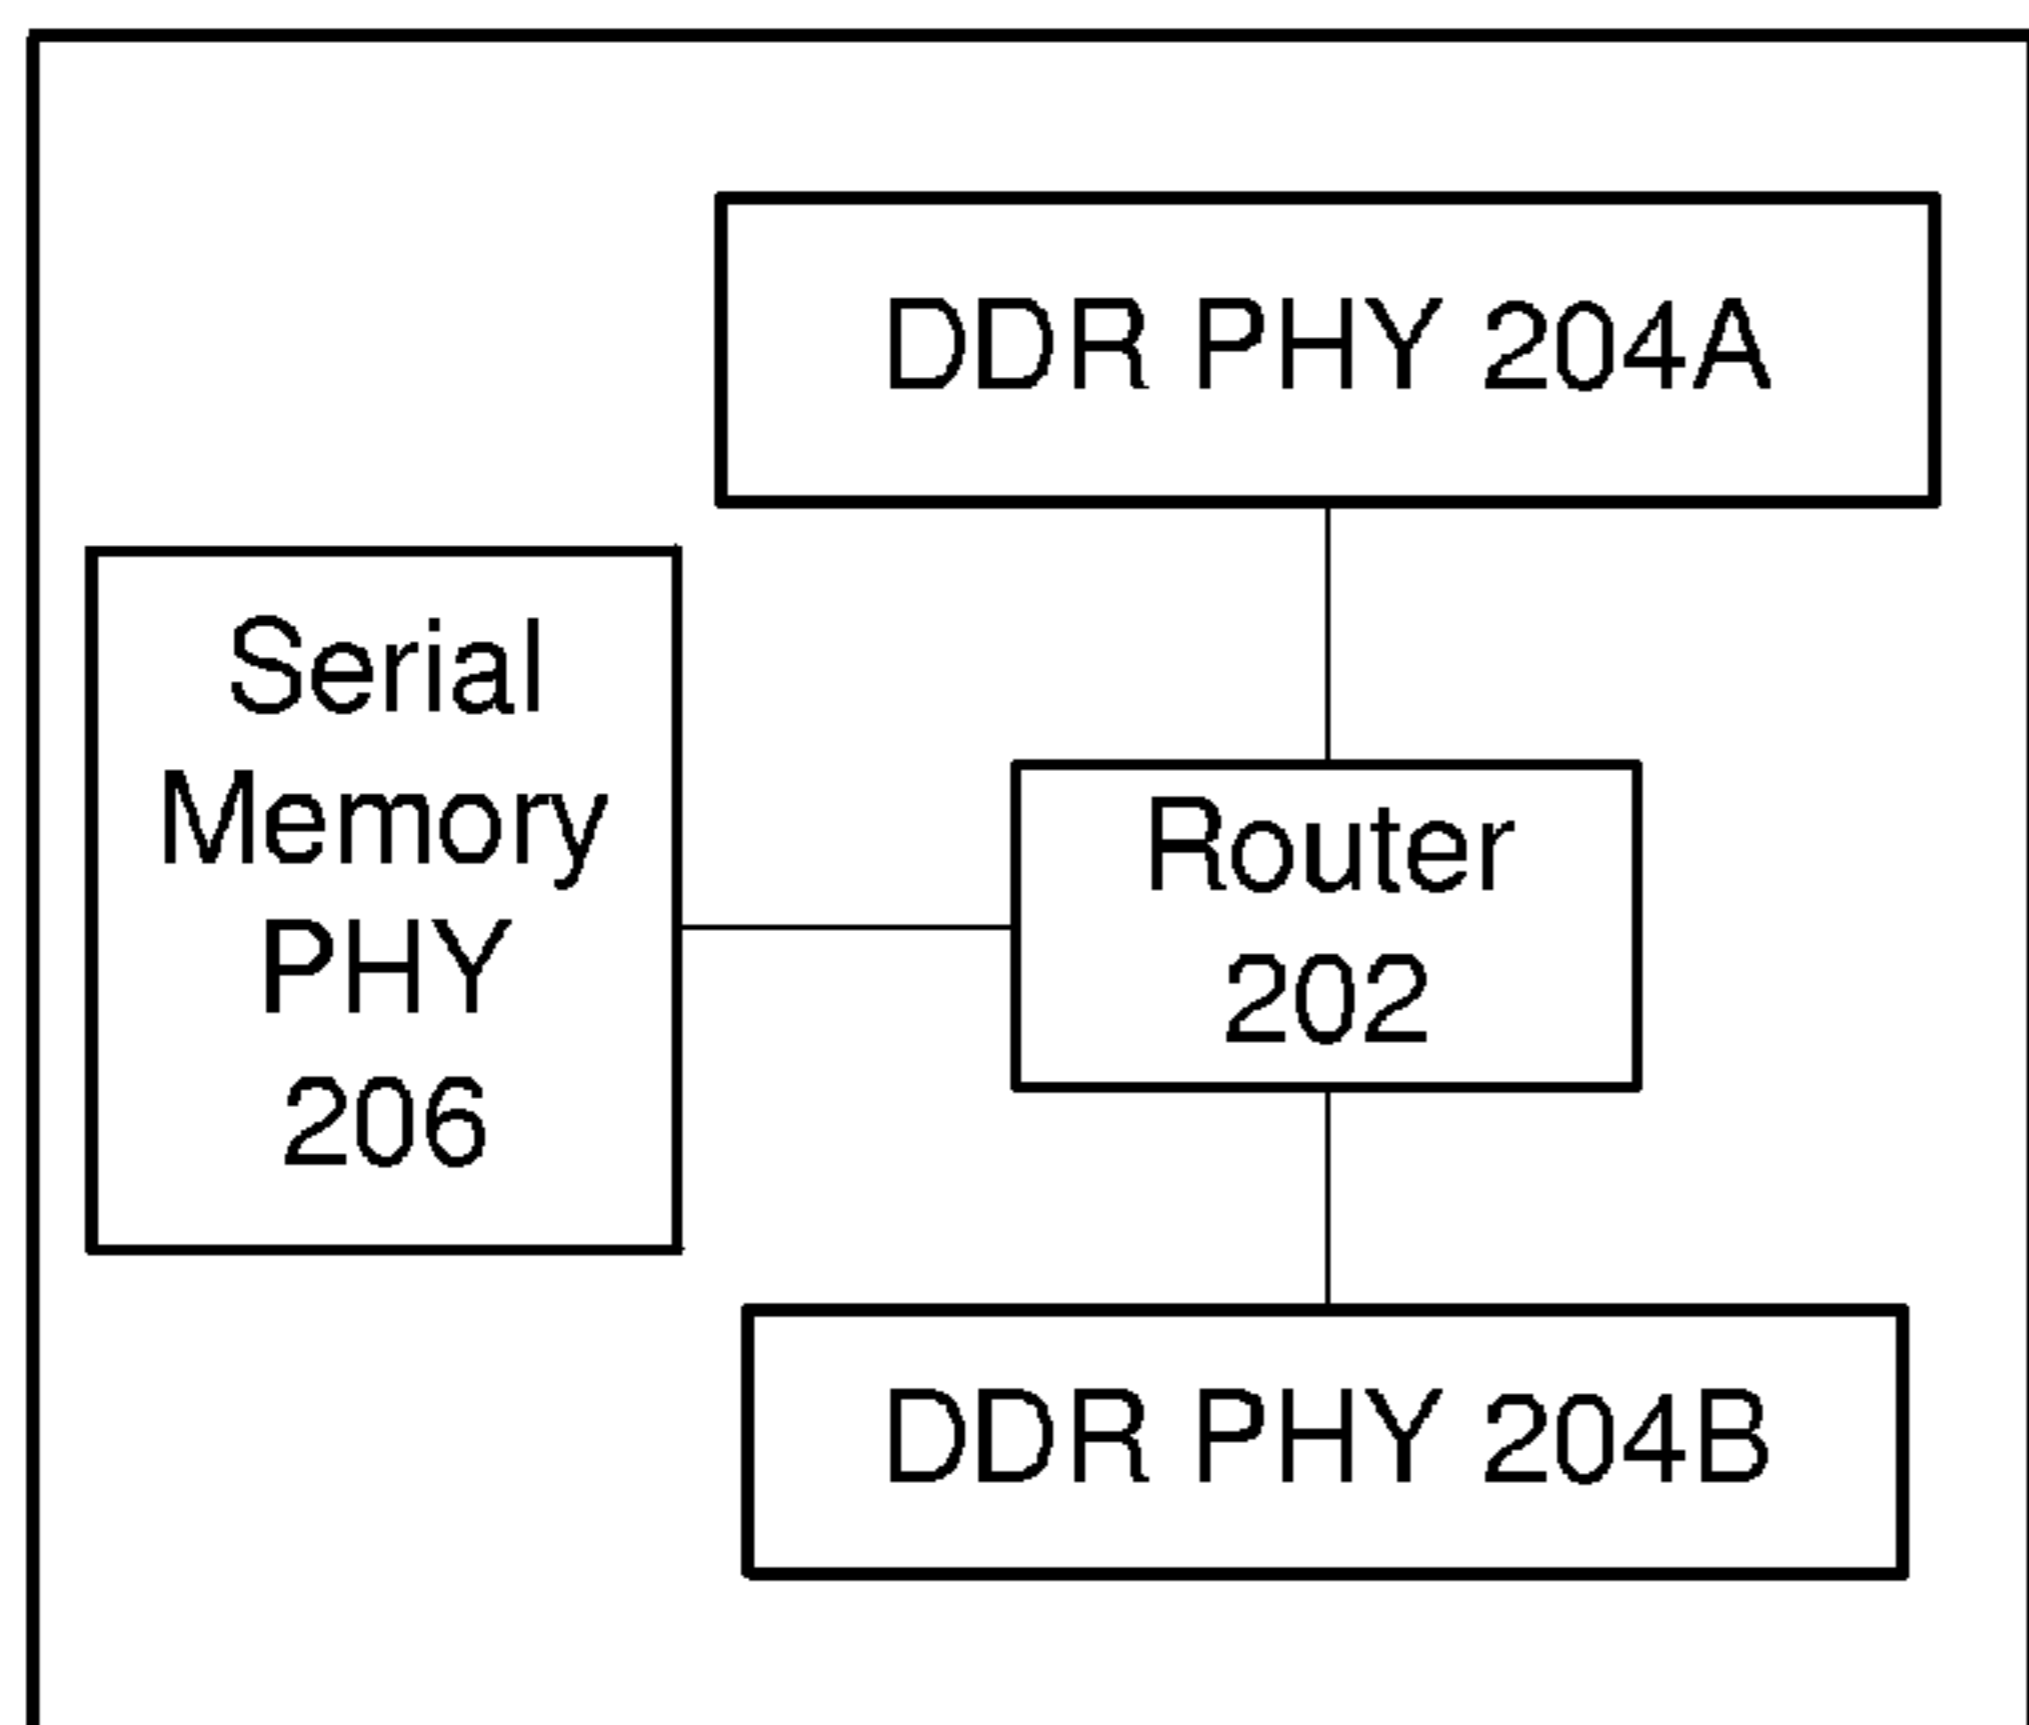 DDR PHY 204A
Serial
Memory
PHY
206
Router
202
DDR PHY 204B